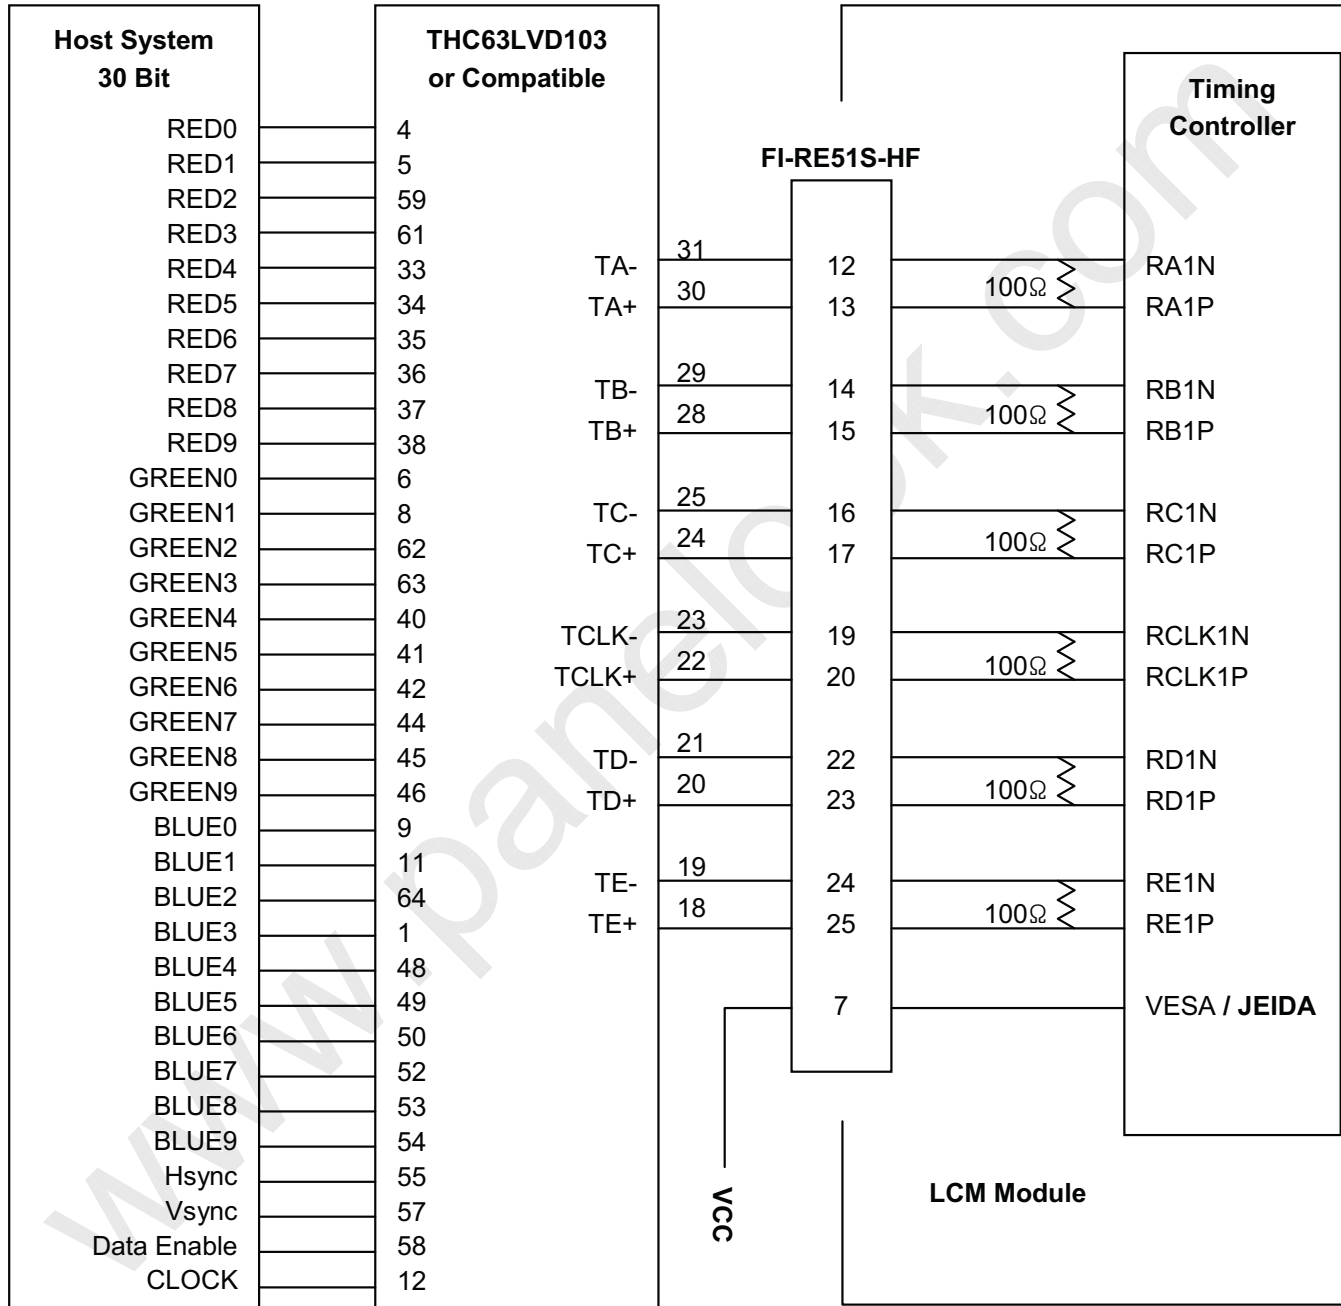 Host System
30 Bit
THC63LVD103
or Compatible
Timing
Controller
FI-RE51S-HF
RED0 4
RED1 5
RED2 59
RED3 61
RED4 33
RED5 34
RED6 35
RED7 36
RED8 37
RED9 38
GREEN0 6
GREEN1 8
GREEN2 62
GREEN3 63
GREEN4 40
GREEN5 41
GREEN6 42
GREEN7 44
GREEN8 45
GREEN9 46
BLUE0 9
BLUE1 11
BLUE2 64
BLUE3 1
BLUE4 48
BLUE5 49
BLUE6 50
BLUE7 52
BLUE8 53
BLUE9 54
Hsync 55
Vsync 57
Data Enable 58
CLOCK 12
TA- 31 12 RA1N
100Ω
TA+ 30 13 RA1P
TB- 29 14 RB1N
100Ω
TB+ 28 15 RB1P
TC- 25 16 RC1N
100Ω
TC+ 24 17 RC1P
TCLK- 23 19 RCLK1N
100Ω
TCLK+ 22 20 RCLK1P
TD- 21 22 RD1N
100Ω
TD+ 20 23 RD1P
TE- 19 24 RE1N
100Ω
TE+ 18 25 RE1P
7 VESA / JEIDA
VCC
LCM Module
www.panelook.com